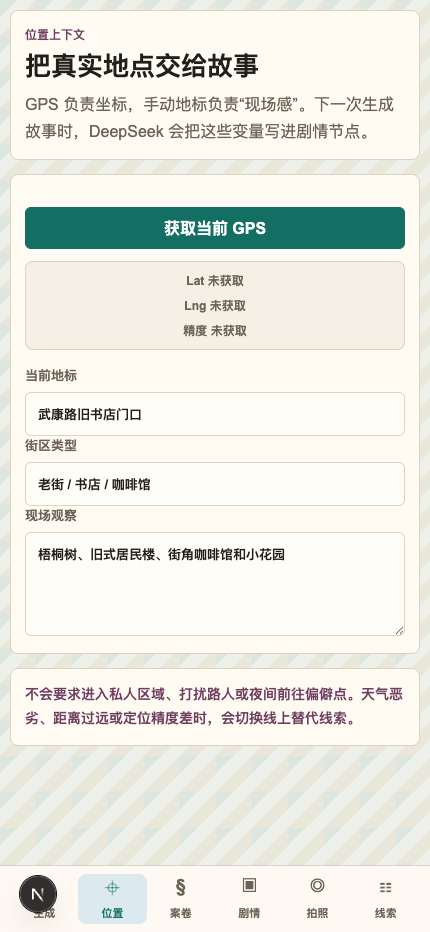 位置上下文
把真实地点交给故事
GPS 负责坐标，手动地标负责“现场感”。下一次生成
故事时，DeepSeek 会把这些变量写进剧情节点。
获取当前 GPS
Lat 未获取
Lng 未获取
精度 未获取
当前地标
武康路旧书店门口
街区类型
老街 / 书店 / 咖啡馆
现场观察
梧桐树、旧式居民楼、街角咖啡馆和小花园
不会要求进入私人区域、打扰路人或夜间前往偏僻点。天气恶
劣、距离过远或定位精度差时，会切换线上替代线索。
N
§
生成 位置 案卷 剧情 拍照 线索